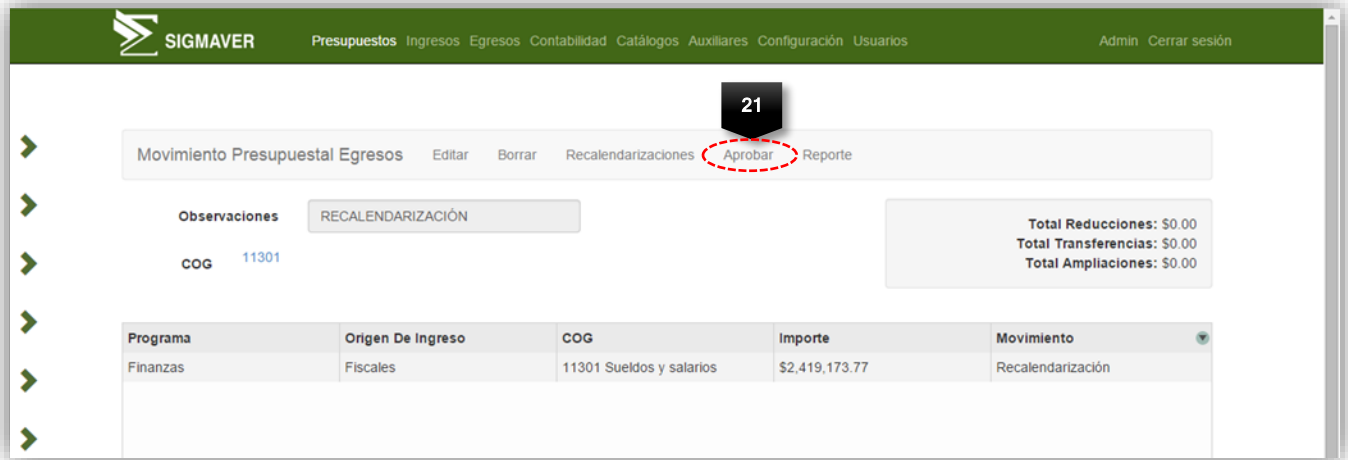 SIGMAVER Presupuestos Ingresos Egresos Contabilidad Catálogos Auxiliares Configuración Usuarios Admin Cerrar sesión
21
Movimiento Presupuestal Egresos Editar Borrar Recalendarizaciones Aprobar Reporte
Observaciones RECALENDARIZACIÓN
Total Reducciones: $0.00
Total Transferencias: $0.00
COG 11301
Total Ampliaciones: $0.00
Programa Origen De Ingreso COG Importe Movimiento
Finanzas Fiscales 11301 Sueldos y salarios $2,419,173.77 Recalendarización